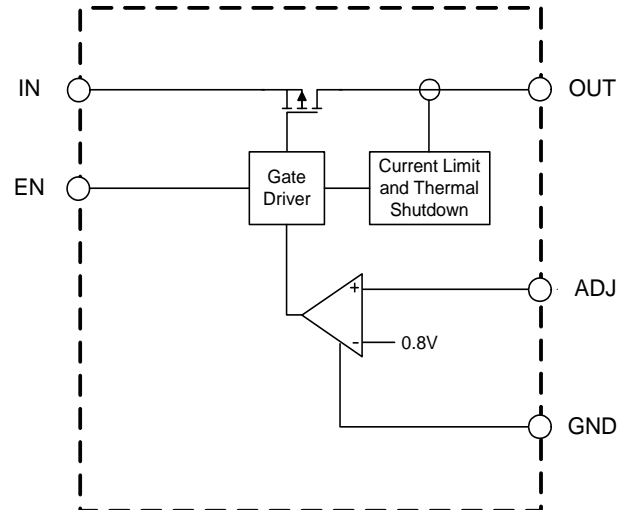 IN
OUT
EN
Gate
Driver
Current Limit
and Thermal
Shutdown
ADJ
+
-
0.8V
GND